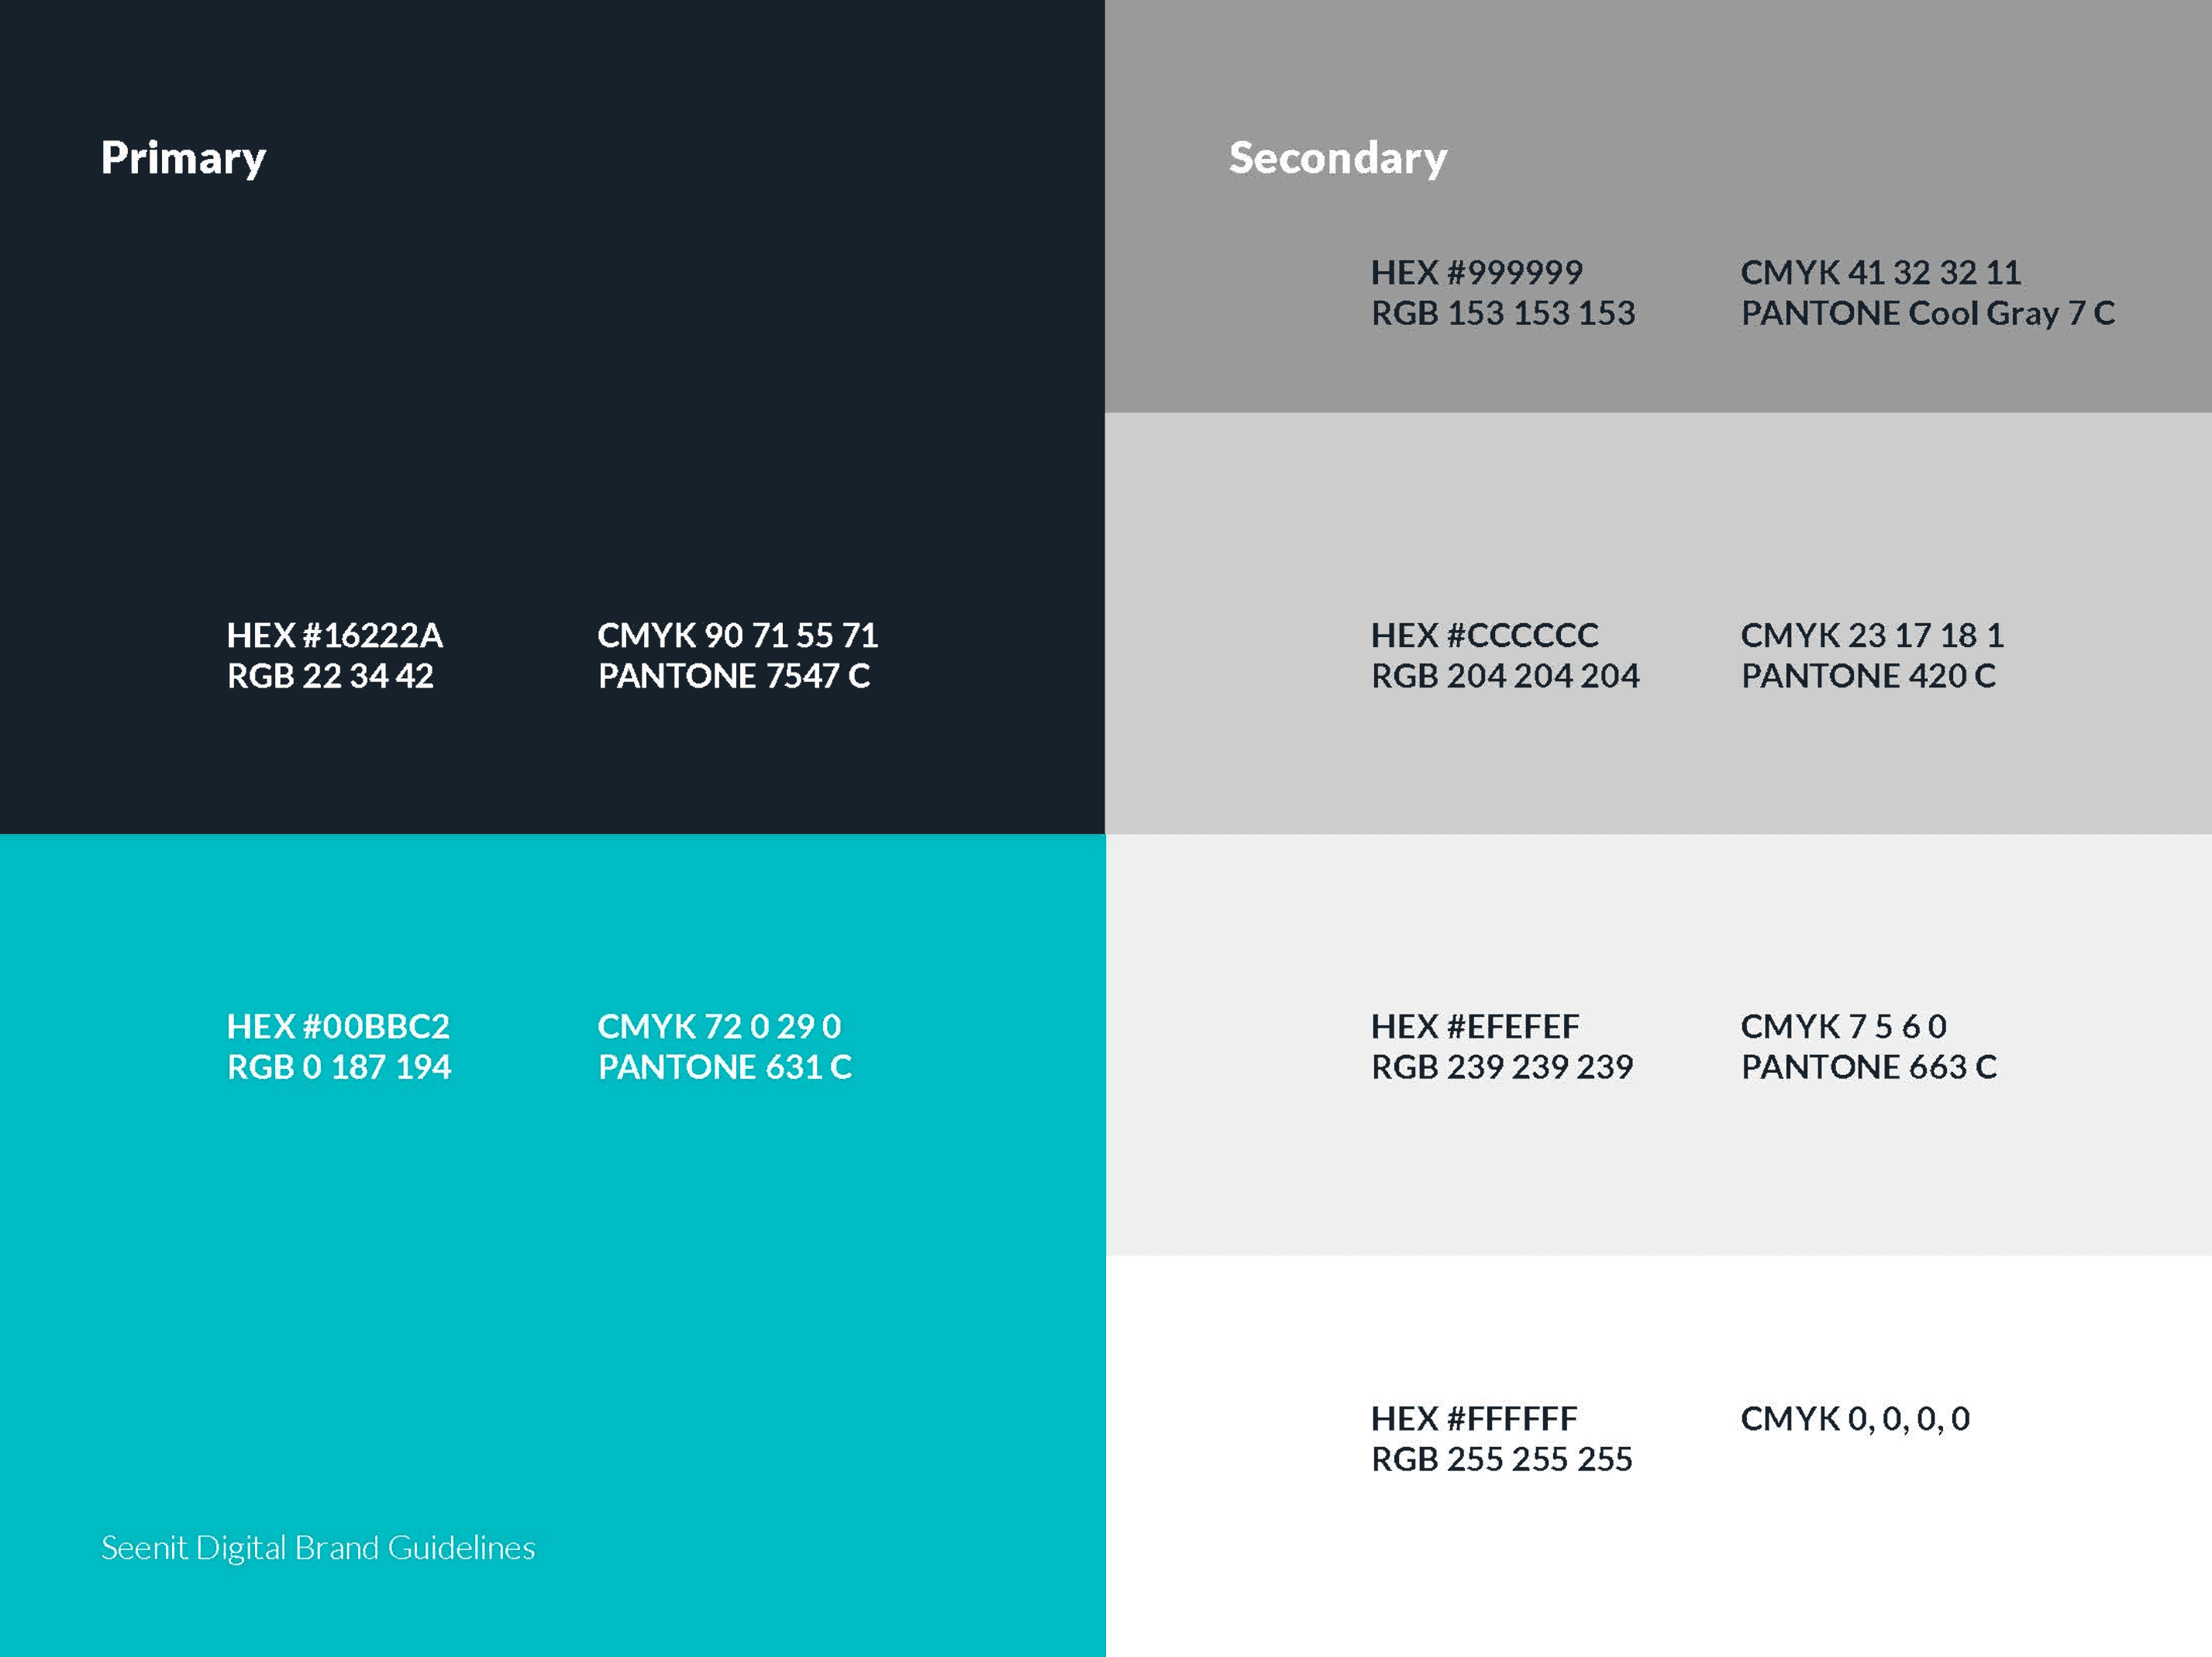 Primary
HEX #16222A
RGB 22 34 42
CMYK 90 71 55 71
PANTONE 7547 C
HEX #00BBC2
RGB 0 187 194
CMYK 72 0 29 0
PANTONE 631 C
Seenit Digital Brand Guidelines
Secondary
HEX #999999
RGB 153 153 153
CMYK 41 32 32 11
PANTONE Cool Gray 7 C
HEX #CCCCCC
RGB 204 204 204
CMYK 23 17 18 1
PANTONE 420 C
HEX #EFEFEF
RGB 239 239 239
CMYK 7 5 6 0
PANTONE 663 C
HEX #FFFFFF
RGB 255 255 255
CMYK 0, 0, 0, 0